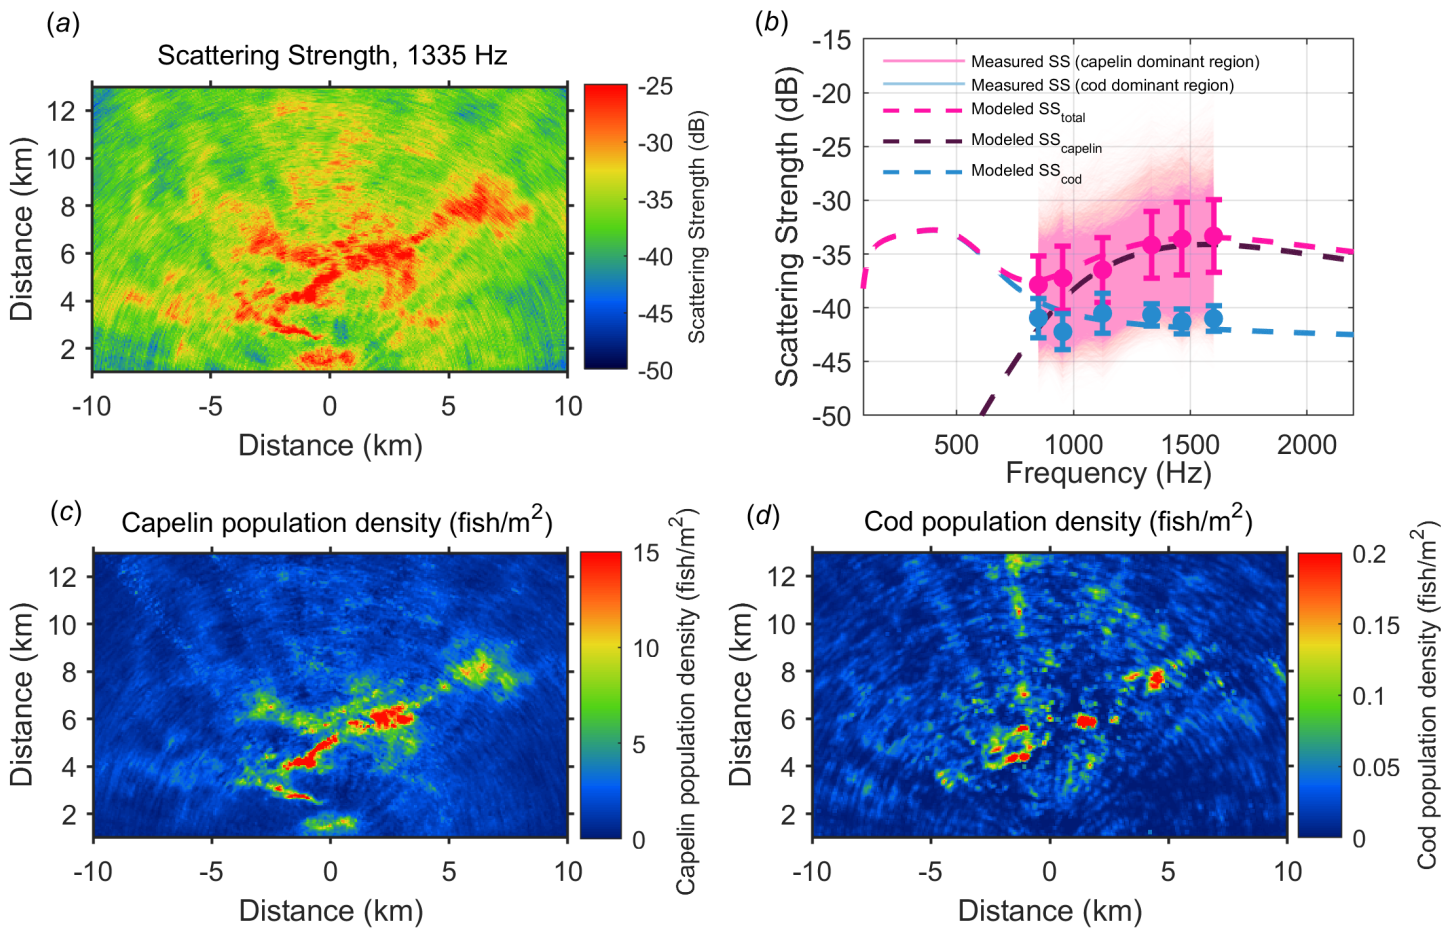 (a)
Scattering Strength, 1335 Hz
12
10
8
6
4
2
-10
-5
0
5
10
Distance (km)
Distance (km)
-25
-30
-35
-40
-45
-50
Scattering Strength (dB)
(b)
-15
-20
-25
-30
-35
-40
-45
-50
Scattering Strength (dB)
Measured SS (capelin dominant region)
Measured SS (cod dominant region)
Modeled SS_total
Modeled SS_capelin
Modeled SS_cod
500
1000
1500
2000
Frequency (Hz)
(c)
Capelin population density (fish/m²)
12
10
8
6
4
2
-10
-5
0
5
10
Distance (km)
Distance (km)
15
10
5
0
Capelin population density (fish/m²)
(d)
Cod population density (fish/m²)
12
10
8
6
4
2
-10
-5
0
5
10
Distance (km)
Distance (km)
0.2
0.15
0.1
0.05
0
Cod population density (fish/m²)